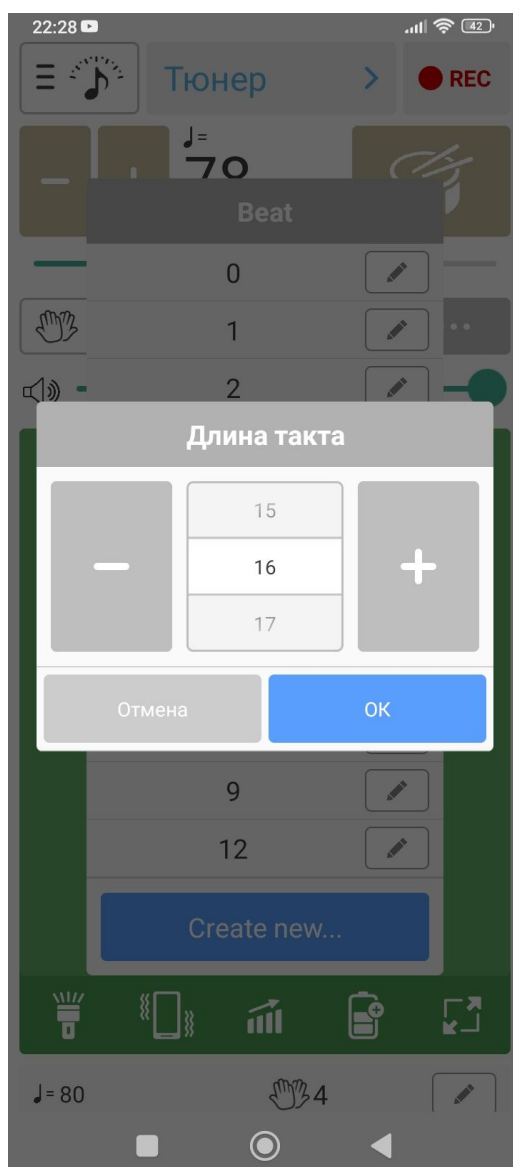 22:28
42
Тюнер
REC
♩=
78
Beat
0
1
2
Длина такта
15
16
17
Отмена
ОК
9
12
Create new...
♩= 80
4